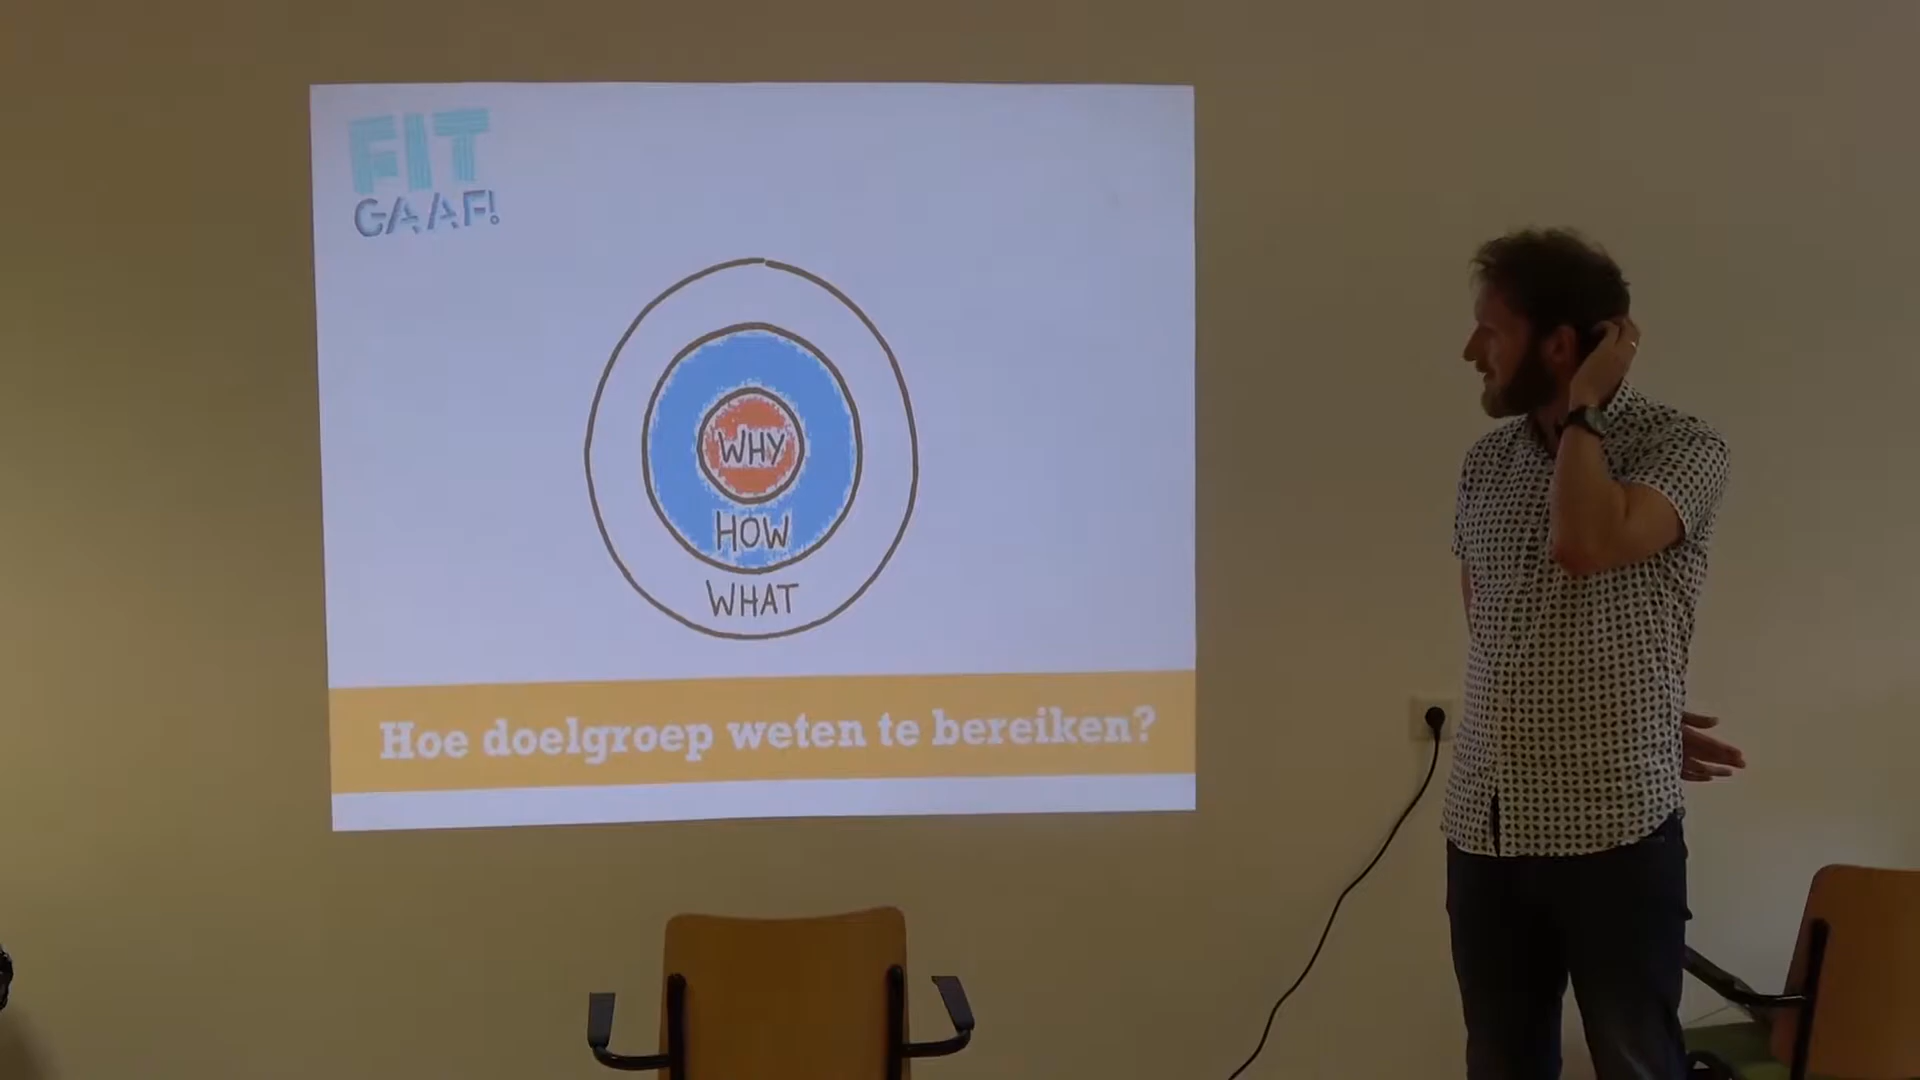 FIT
GAAF!
WHY
HOW
WHAT
Hoe doelgroep weten te bereiken?